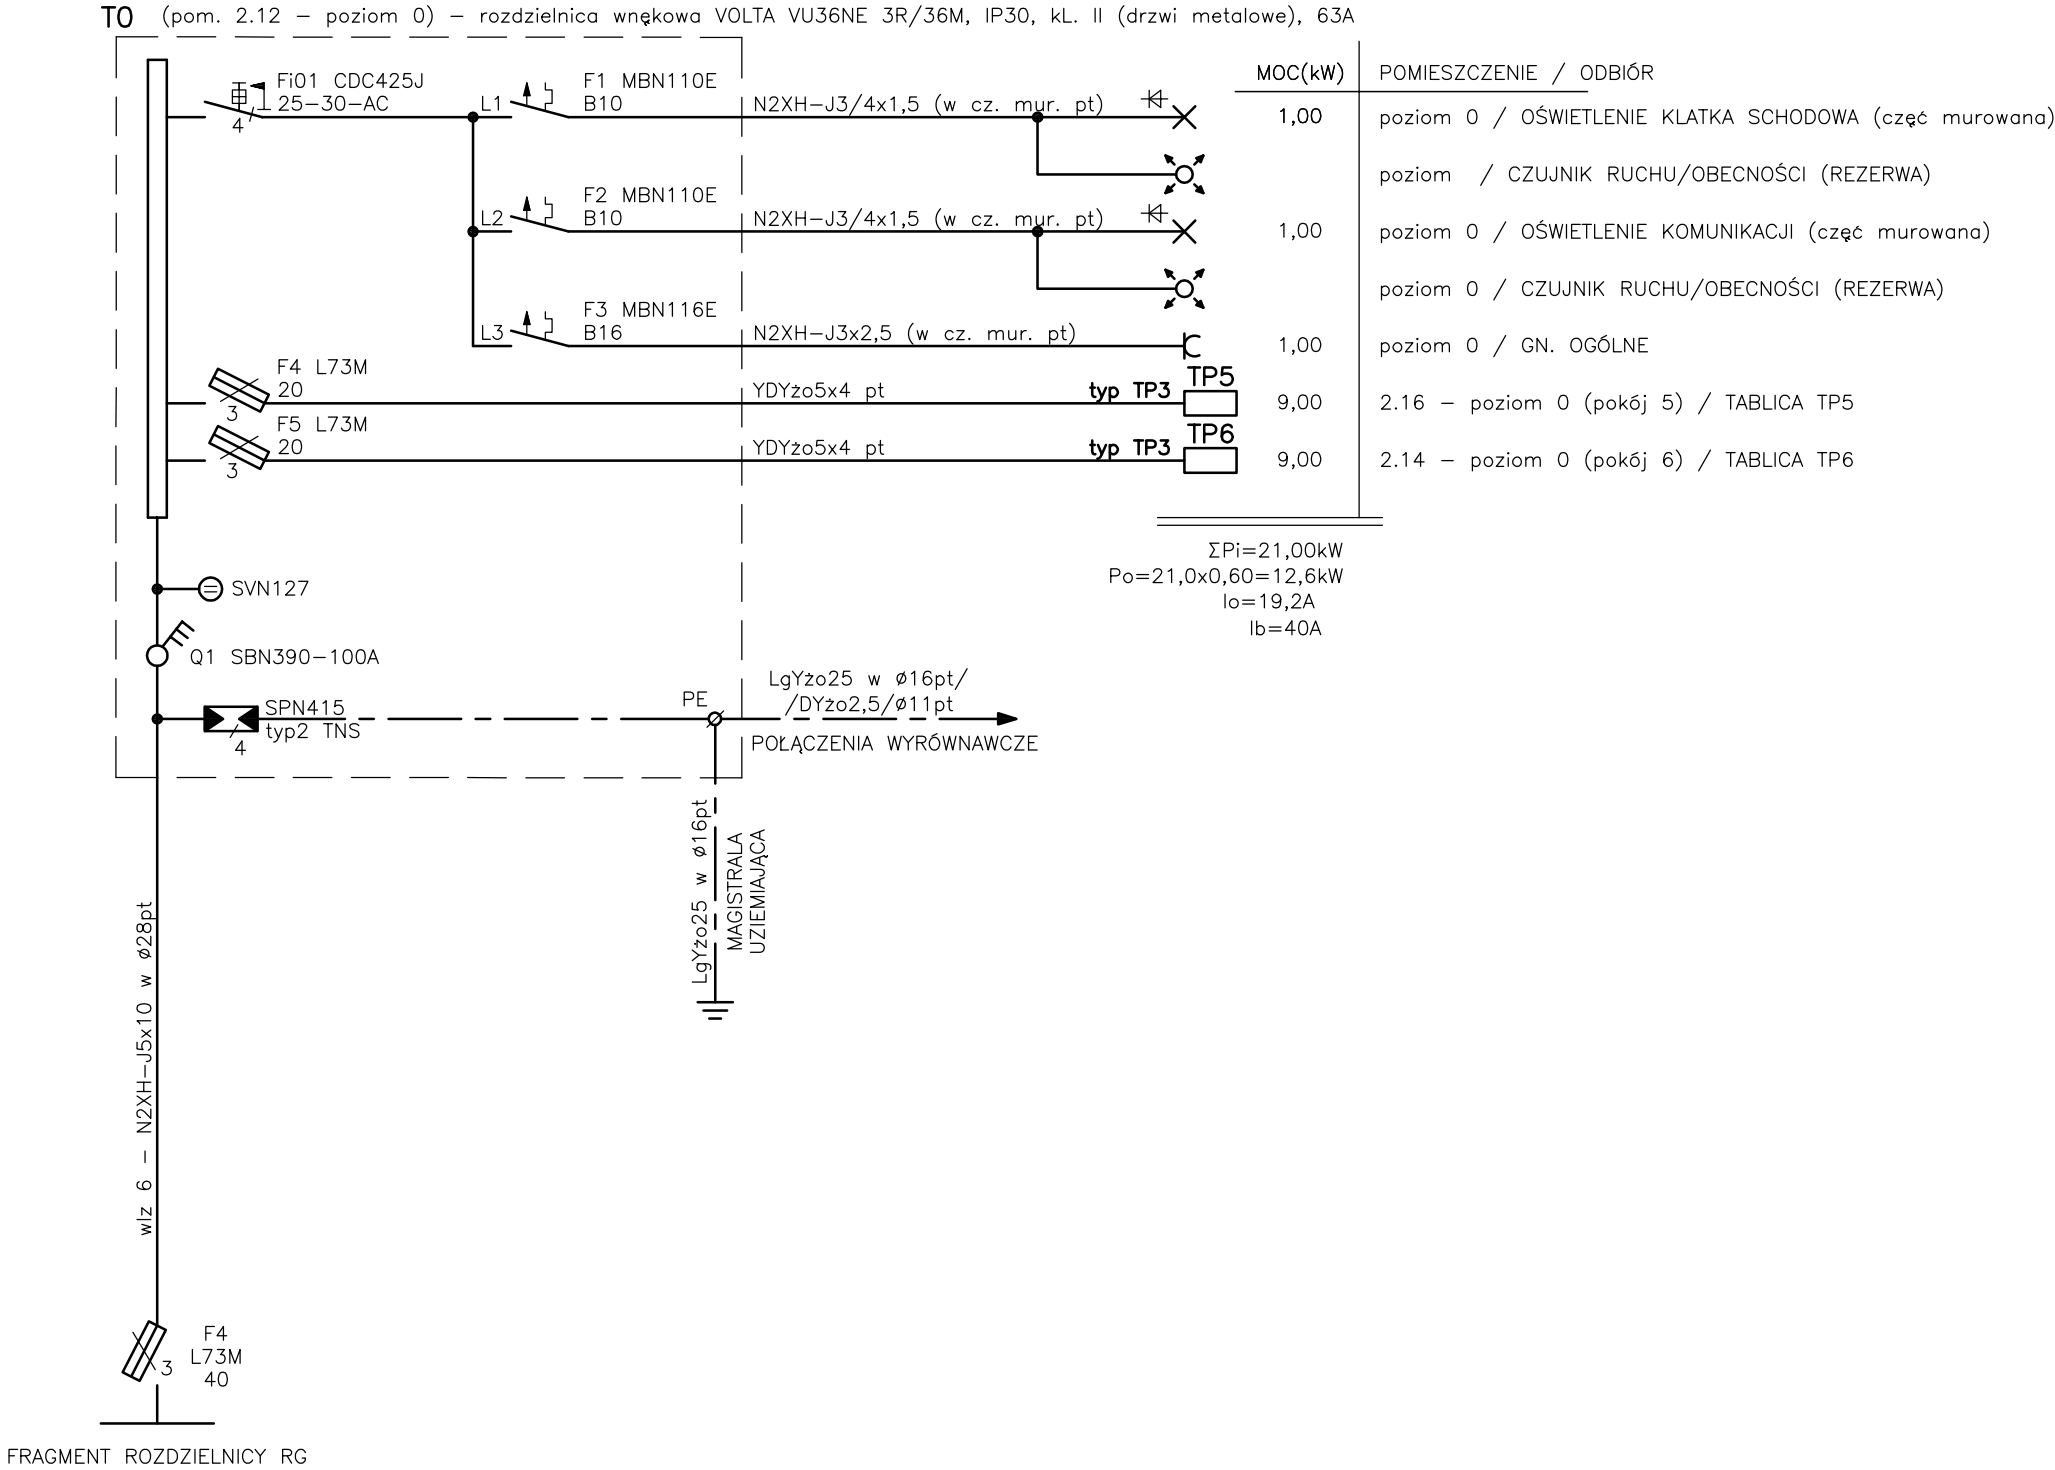 T0 (pom. 2.12 – poziom 0) – rozdzielnica wnękowa VOLTA VU36NE 3R/36M, IP30, kL. II (drzwi metalowe), 63A
MOC(kW) POMIESZCZENIE / ODBIÓR
Fi01 CDC425J
25-30-AC
4
L1
F1 MBN110E
B10
N2XH-J3/4x1,5 (w cz. mur. pt)
1,00
poziom 0 / OŚWIETLENIE KLATKA SCHODOWA (częć murowana)
poziom / CZUJNIK RUCHU/OBECNOŚCI (REZERWA)
L2
F2 MBN110E
B10
N2XH-J3/4x1,5 (w cz. mur. pt)
1,00
poziom 0 / OŚWIETLENIE KOMUNIKACJI (częć murowana)
poziom 0 / CZUJNIK RUCHU/OBECNOŚCI (REZERWA)
L3
F3 MBN116E
B16
N2XH-J3x2,5 (w cz. mur. pt)
1,00
poziom 0 / GN. OGÓLNE
F4 L73M
20
3
YDYżo5x4 pt
typ TP3
TP5
9,00
2.16 – poziom 0 (pokój 5) / TABLICA TP5
F5 L73M
20
3
YDYżo5x4 pt
typ TP3
TP6
9,00
2.14 – poziom 0 (pokój 6) / TABLICA TP6
ΣPi=21,00kW
Po=21,0x0,60=12,6kW
Io=19,2A
Ib=40A
SVN127
Q1 SBN390-100A
SPN415
typ2 TNS
4
PE
LgYżo25 w ø16pt/
/DYżo2,5/ø11pt
POŁĄCZENIA WYRÓWNAWCZE
LgYżo25 w ø16pt
MAGISTRALA
UZIEMIAJĄCA
wlz 6 – N2XH-J5x10 w ø28pt
F4
L73M
40
3
FRAGMENT ROZDZIELNICY RG